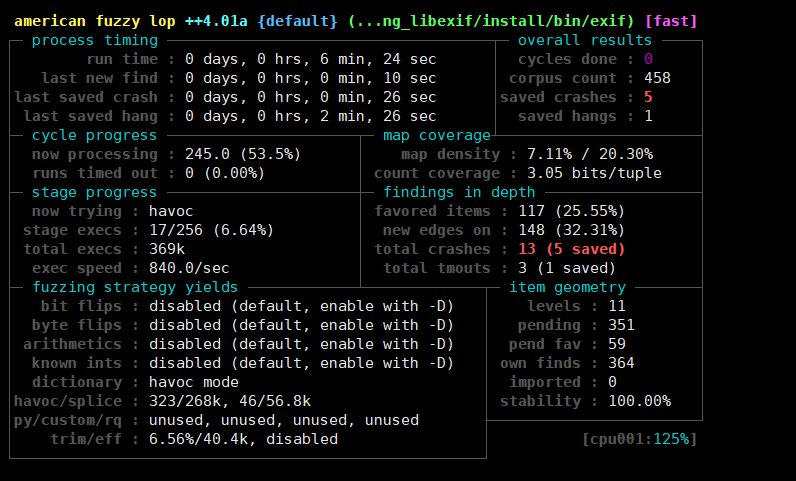 american fuzzy lop ++4.01a {default} (...ng_libexif/install/bin/exif) [fast]
process timing overall results
run time : 0 days, 0 hrs, 6 min, 24 sec cycles done : 0
last new find : 0 days, 0 hrs, 0 min, 10 sec corpus count : 458
last saved crash : 0 days, 0 hrs, 0 min, 26 sec saved crashes : 5
last saved hang : 0 days, 0 hrs, 2 min, 26 sec saved hangs : 1
cycle progress map coverage
now processing : 245.0 (53.5%) map density : 7.11% / 20.30%
runs timed out : 0 (0.00%) count coverage : 3.05 bits/tuple
stage progress findings in depth
now trying : havoc favored items : 117 (25.55%)
stage execs : 17/256 (6.64%) new edges on : 148 (32.31%)
total execs : 369k total crashes : 13 (5 saved)
exec speed : 840.0/sec total tmouts : 3 (1 saved)
fuzzing strategy yields item geometry
bit flips : disabled (default, enable with -D) levels : 11
byte flips : disabled (default, enable with -D) pending : 351
arithmetics : disabled (default, enable with -D) pend fav : 59
known ints : disabled (default, enable with -D) own finds : 364
dictionary : havoc mode imported : 0
havoc/splice : 323/268k, 46/56.8k stability : 100.00%
py/custom/rq : unused, unused, unused, unused
trim/eff : 6.56%/40.4k, disabled [cpu001:125%]